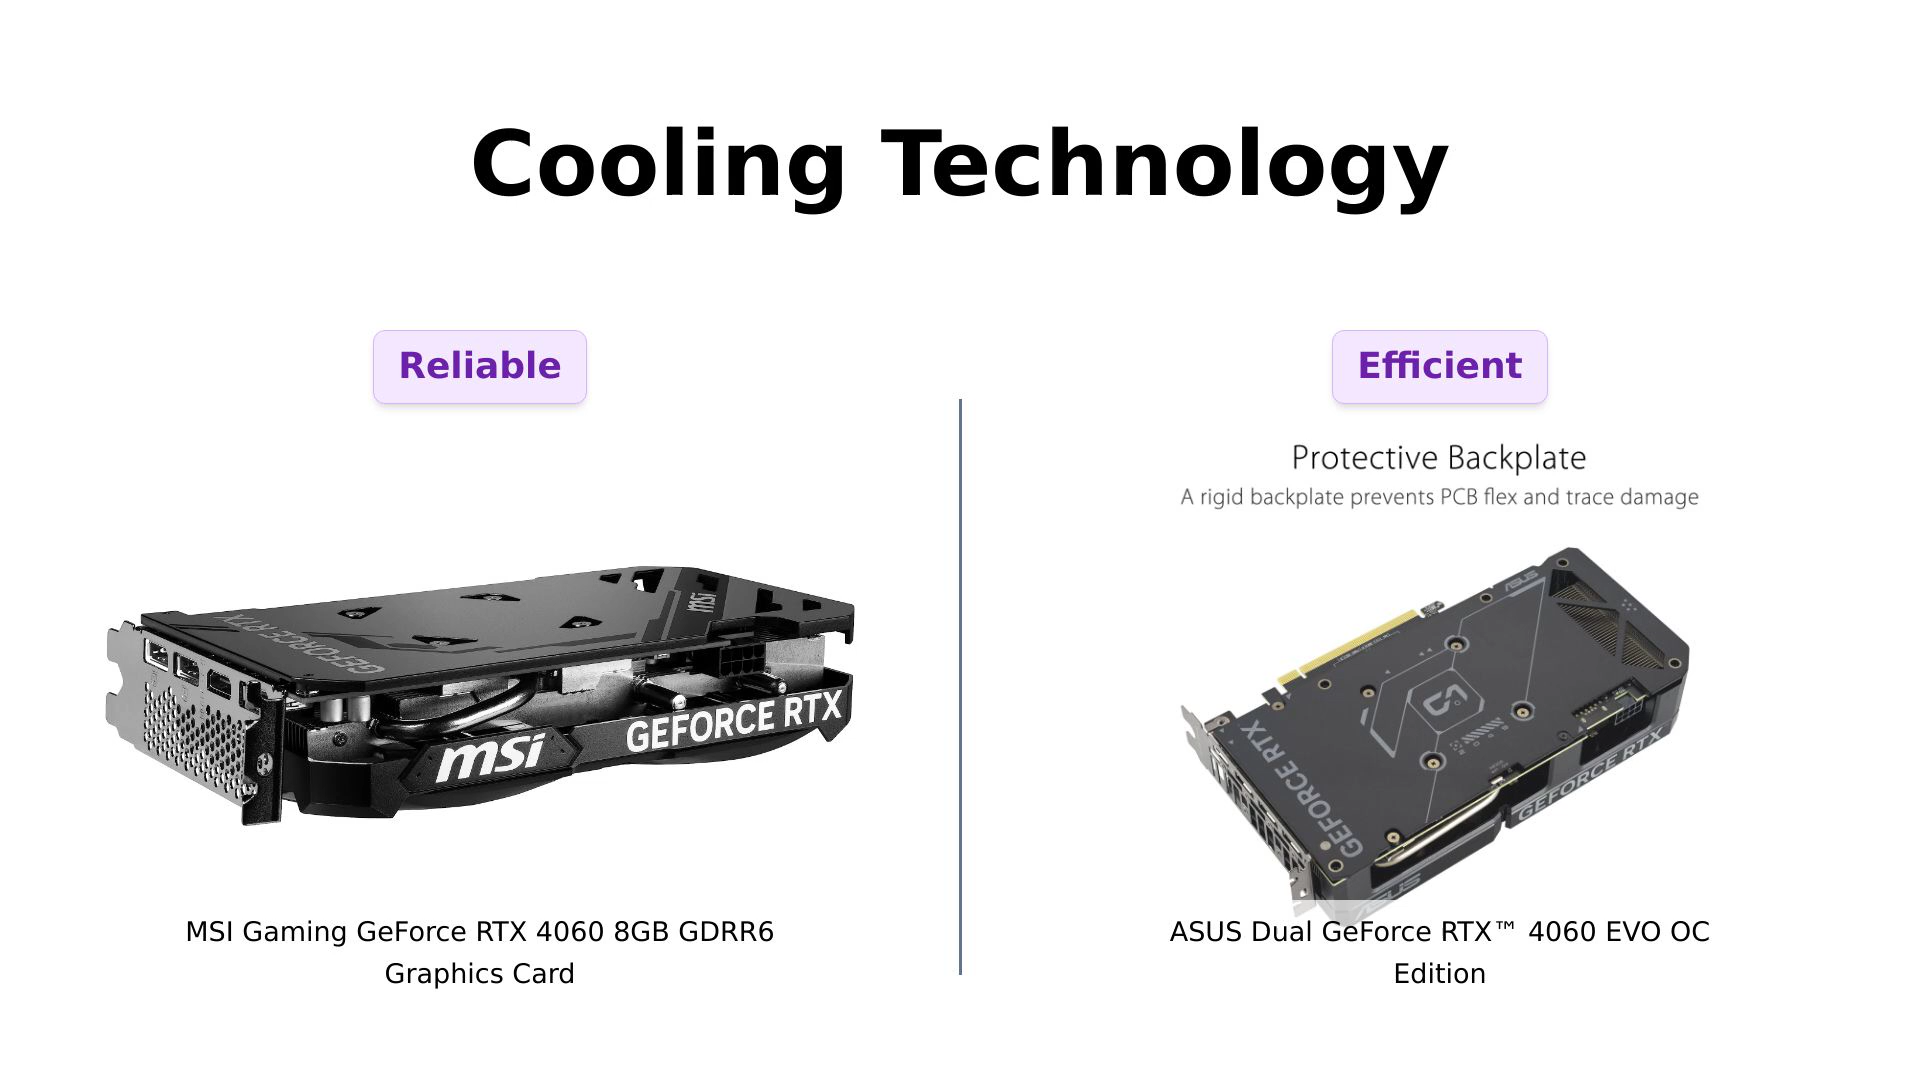 Cooling Technology
Reliable
Efficient
Protective Backplate
A rigid backplate prevents PCB flex and trace damage
GEFORCE RTX
msi
msi
GEFORCE RTX
ASUS
GEFORCE RTX
GEFORCE RTX
ASUS
MSI Gaming GeForce RTX 4060 8GB GDRR6
Graphics Card
ASUS Dual GeForce RTX™ 4060 EVO OC
Edition